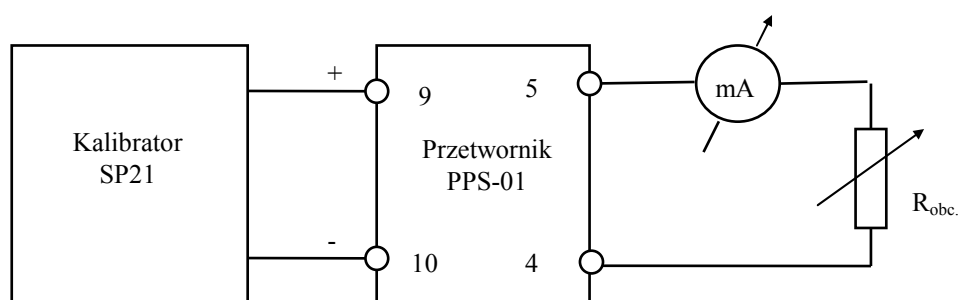 +
9
5
mA
Kalibrator
SP21
Przetwornik
PPS-01
R obc.
-
10
4